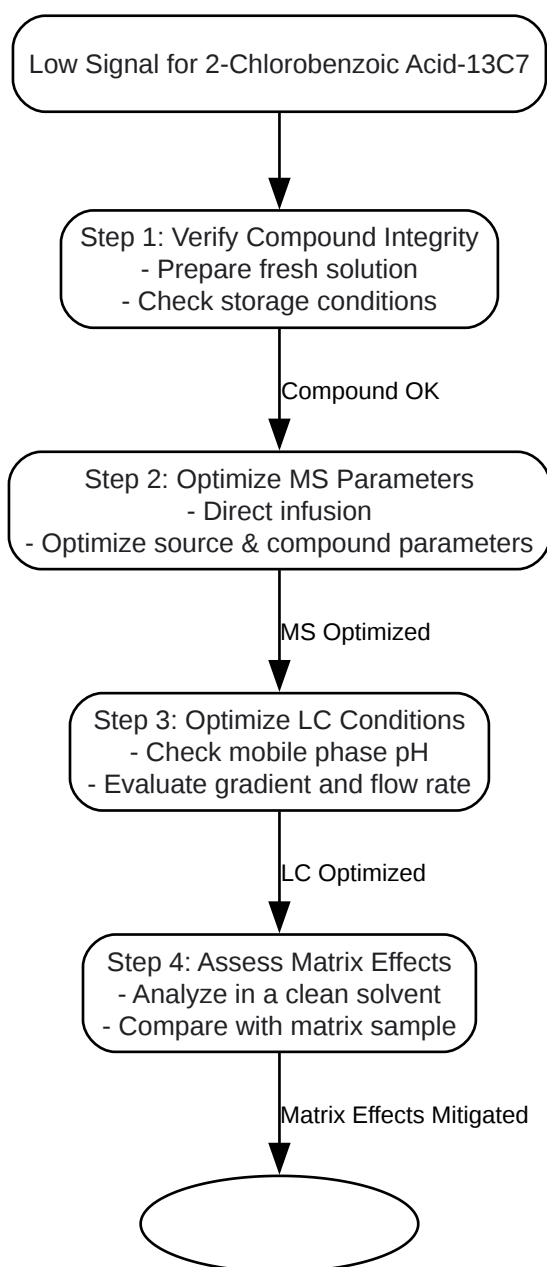 Low Signal for 2-Chlorobenzoic Acid-13C7
Step 1: Verify Compound Integrity
- Prepare fresh solution
- Check storage conditions
Compound OK
Step 2: Optimize MS Parameters
- Direct infusion
- Optimize source & compound parameters
MS Optimized
Step 3: Optimize LC Conditions
- Check mobile phase pH
- Evaluate gradient and flow rate
LC Optimized
Step 4: Assess Matrix Effects
- Analyze in a clean solvent
- Compare with matrix sample
Matrix Effects Mitigated